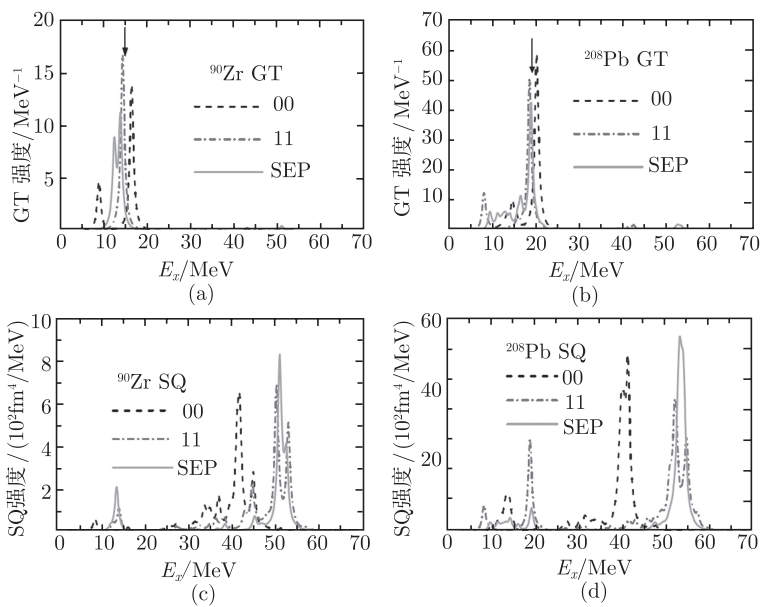 20
15
10
5
GT 强度/MeV⁻¹
⁹⁰Zr GT
00
11
SEP
0 10 20 30 40 50 60 70
Eₓ/MeV
(a)
70
60
50
40
30
20
10
GT 强度/MeV⁻¹
²⁰⁸Pb GT
00
11
SEP
0 10 20 30 40 50 60 70
Eₓ/MeV
(b)
10
8
6
4
2
SQ强度/(10²fm⁴/MeV)
⁹⁰Zr SQ
00
11
SEP
0 10 20 30 40 50 60 70
Eₓ/MeV
(c)
60
40
20
SQ强度/(10²fm⁴/MeV)
²⁰⁸Pb SQ
00
11
SEP
0 10 20 30 40 50 60 70
Eₓ/MeV
(d)